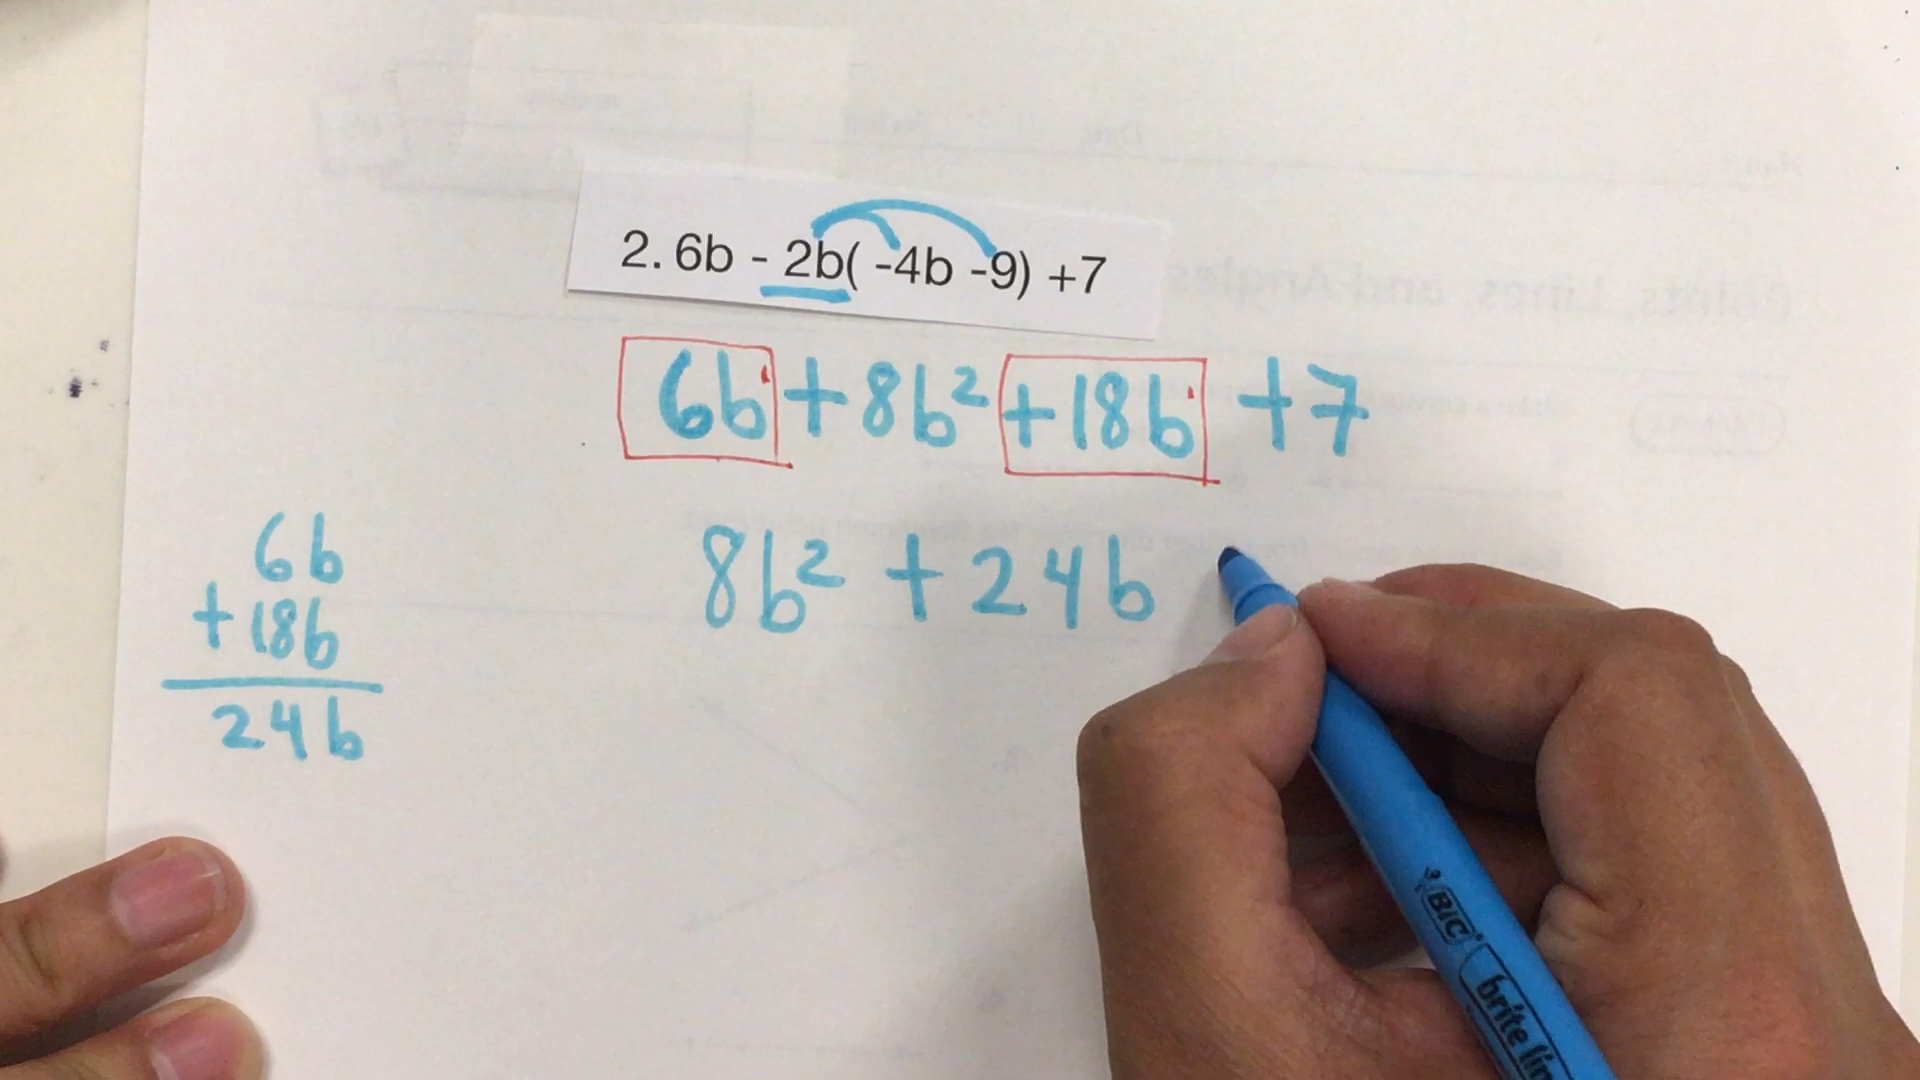 2. 6b - 2b( -4b -9) +7
6b + 8b² + 18b + 7
8b² + 24b
6b
+ 18b
24b
BIC
brite lin